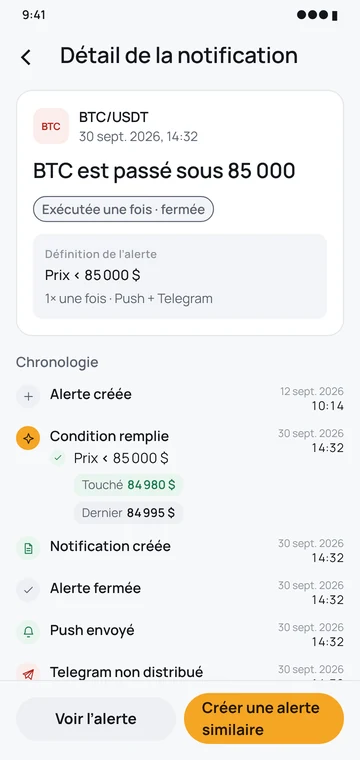 9:41
Détail de la notification
BTC
BTC/USDT
30 sept. 2026, 14:32
BTC est passé sous 85 000
Exécutée une fois · fermée
Définition de l'alerte
Prix < 85 000 $
1× une fois · Push + Telegram
Chronologie
Alerte créée
12 sept. 2026
10:14
Condition remplie
30 sept. 2026
14:32
Prix < 85 000 $
Touché 84 980 $
Dernier 84 995 $
Notification créée
30 sept. 2026
14:32
Alerte fermée
30 sept. 2026
14:32
Push envoyé
30 sept. 2026
14:32
Telegram non distribué
30 sept. 2026
Voir l'alerte
Créer une alerte
similaire